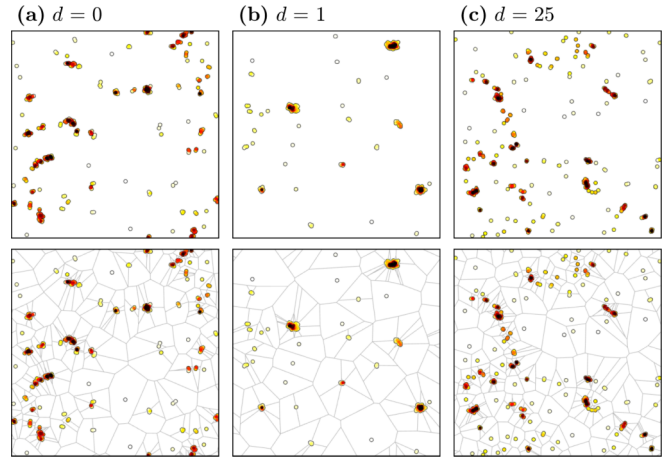 (a) d = 0 (b) d = 1 (c) d = 25